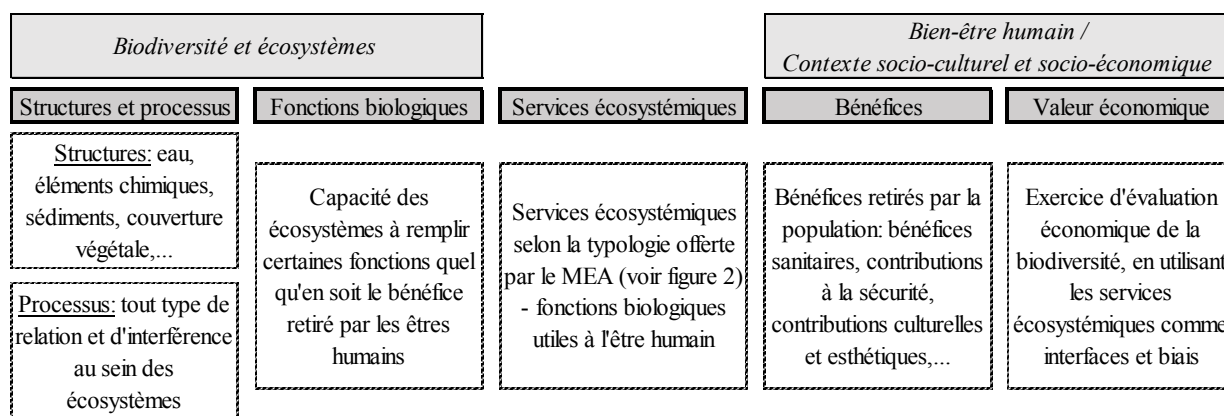 Biodiversité et écosystèmes
Bien-être humain /
Contexte socio-culturel et socio-économique
Structures et processus
Fonctions biologiques
Services écosystémiques
Bénéfices
Valeur économique
Structures: eau,
éléments chimiques,
sédiments, couverture
végétale,...
Processus: tout type de
relation et d'interférence
au sein des
écosystèmes
Capacité des
écosystèmes à remplir
certaines fonctions quel
qu'en soit le bénéfice
retiré par les êtres
humains
Services écosystémiques
selon la typologie offerte
par le MEA (voir figure 2)
- fonctions biologiques
utiles à l'être humain
Bénéfices retirés par la
population: bénéfices
sanitaires, contributions
à la sécurité,
contributions culturelles
et esthétiques,...
Exercice d'évaluation
économique de la
biodiversité, en utilisant
les services
écosystémiques comme
interfaces et biais